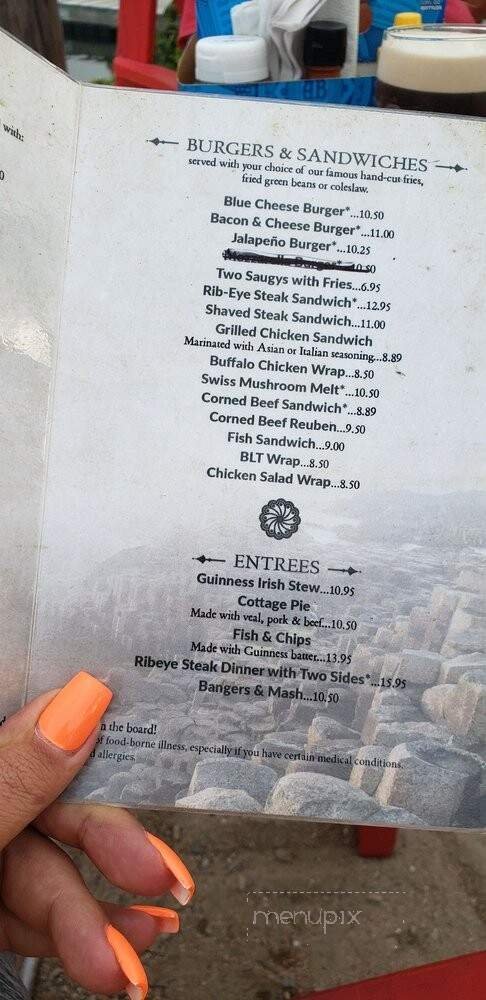 with:
0
BURGERS & SANDWICHES
served with your choice of our famous hand-cut fries,
fried green beans or coleslaw.
Blue Cheese Burger*...10.50
Bacon & Cheese Burger*...11.00
Jalapeño Burger*...10.25
Mozzarella Burger*...10.50
Two Saugys with Fries...6.95
Rib-Eye Steak Sandwich*...12.95
Shaved Steak Sandwich...11.00
Grilled Chicken Sandwich
Marinated with Asian or Italian seasoning...8.89
Buffalo Chicken Wrap...8.50
Swiss Mushroom Melt*...10.50
Corned Beef Sandwich*...8.89
Corned Beef Reuben...9.50
Fish Sandwich...9.00
BLT Wrap...8.50
Chicken Salad Wrap...8.50
ENTREES
Guinness Irish Stew...10.95
Cottage Pie
Made with veal, pork & beef...10.50
Fish & Chips
Made with Guinness batter...13.95
Ribeye Steak Dinner with Two Sides*...15.95
Bangers & Mash...10.50
n the board!
of food-borne illness, especially if you have certain medical conditions.
d allergies.
menupix